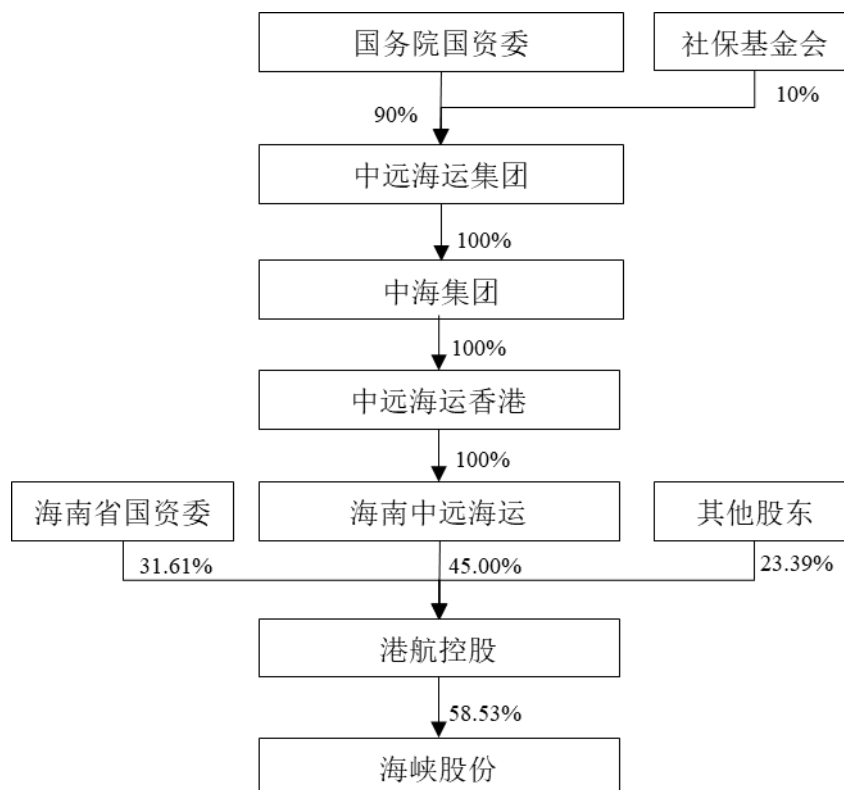 国务院国资委
社保基金会
90%
10%
中远海运集团
100%
中海集团
100%
中远海运香港
100%
海南省国资委
海南中远海运
其他股东
31.61%
45.00%
23.39%
港航控股
58.53%
海峡股份